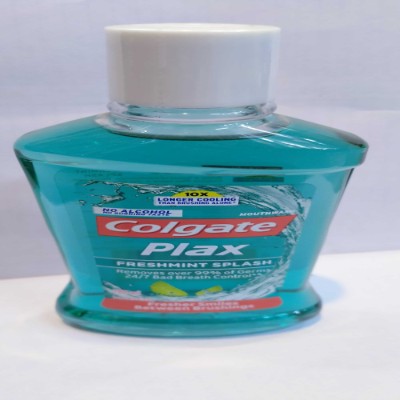 10X
LONGER COOLING
THAN BRUSHING ALONE*
NO ALCOHOL
Colgate
Plax
FRESHMINT SPLASH
Removes over 99% of Germs
24/7 Bad Breath Control
Fresher Smiles
Between Brushings